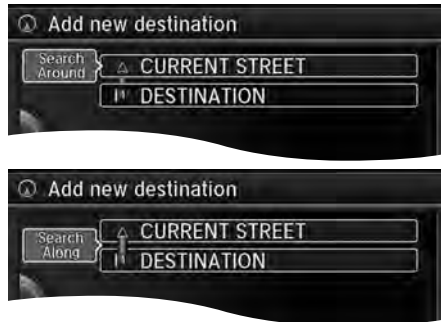 Add new destination
Search
Around
CURRENT STREET
DESTINATION
Add new destination
Search
Along
CURRENT STREET
DESTINATION